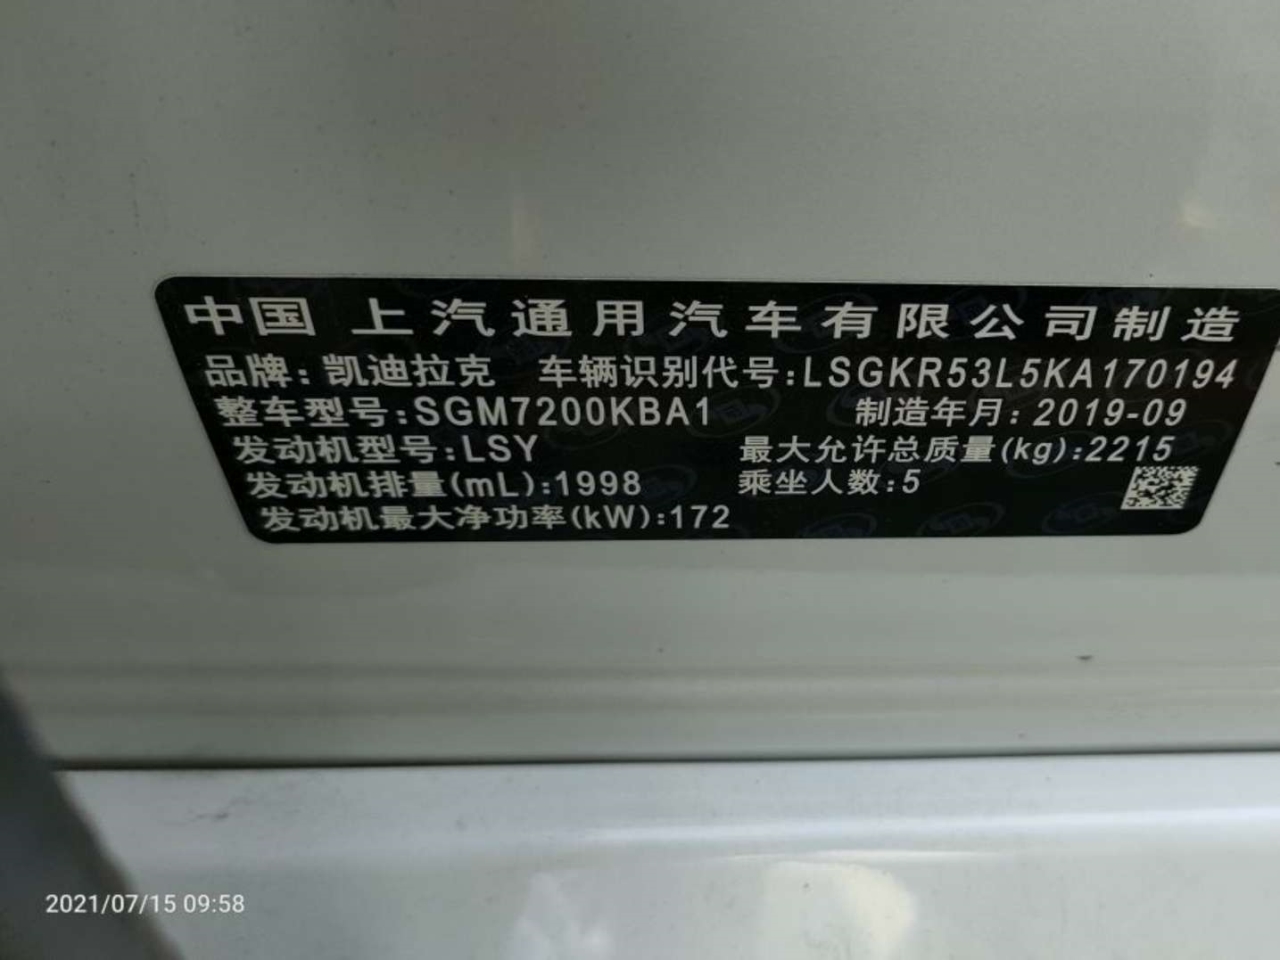 中国 上汽通用汽车有限公司制造
品牌:凯迪拉克 车辆识别代号:LSGKR53L5KA170194
整车型号:SGM7200KBA1 制造年月:2019-09
发动机型号:LSY 最大允许总质量(kg):2215
发动机排量(mL):1998 乘坐人数:5
发动机最大净功率(kW):172
2021/07/15 09:58